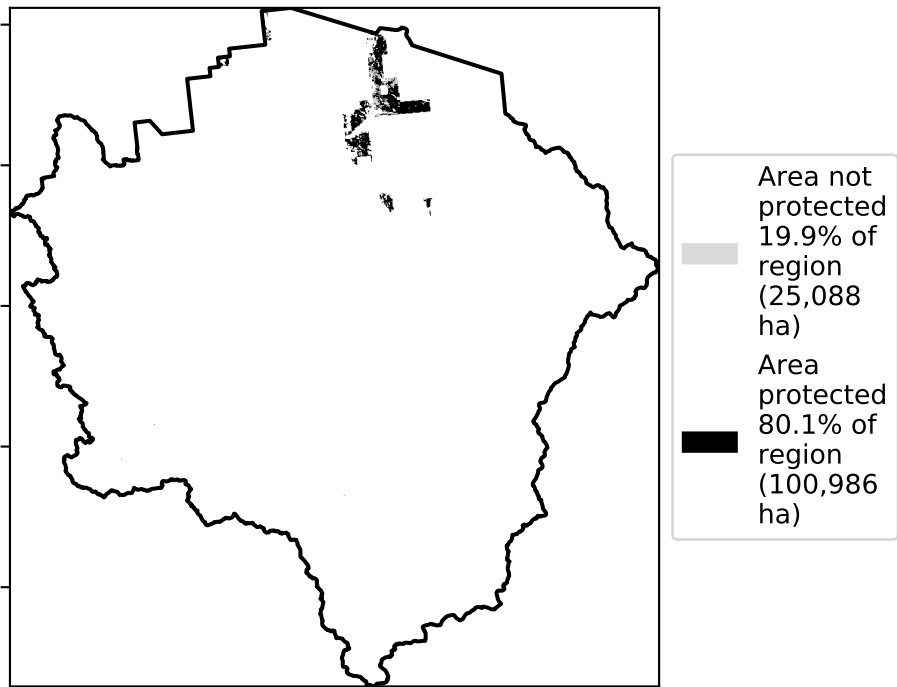 Area not
protected
19.9% of
region
(25,088
ha)
Area
protected
80.1% of
region
(100,986
ha)